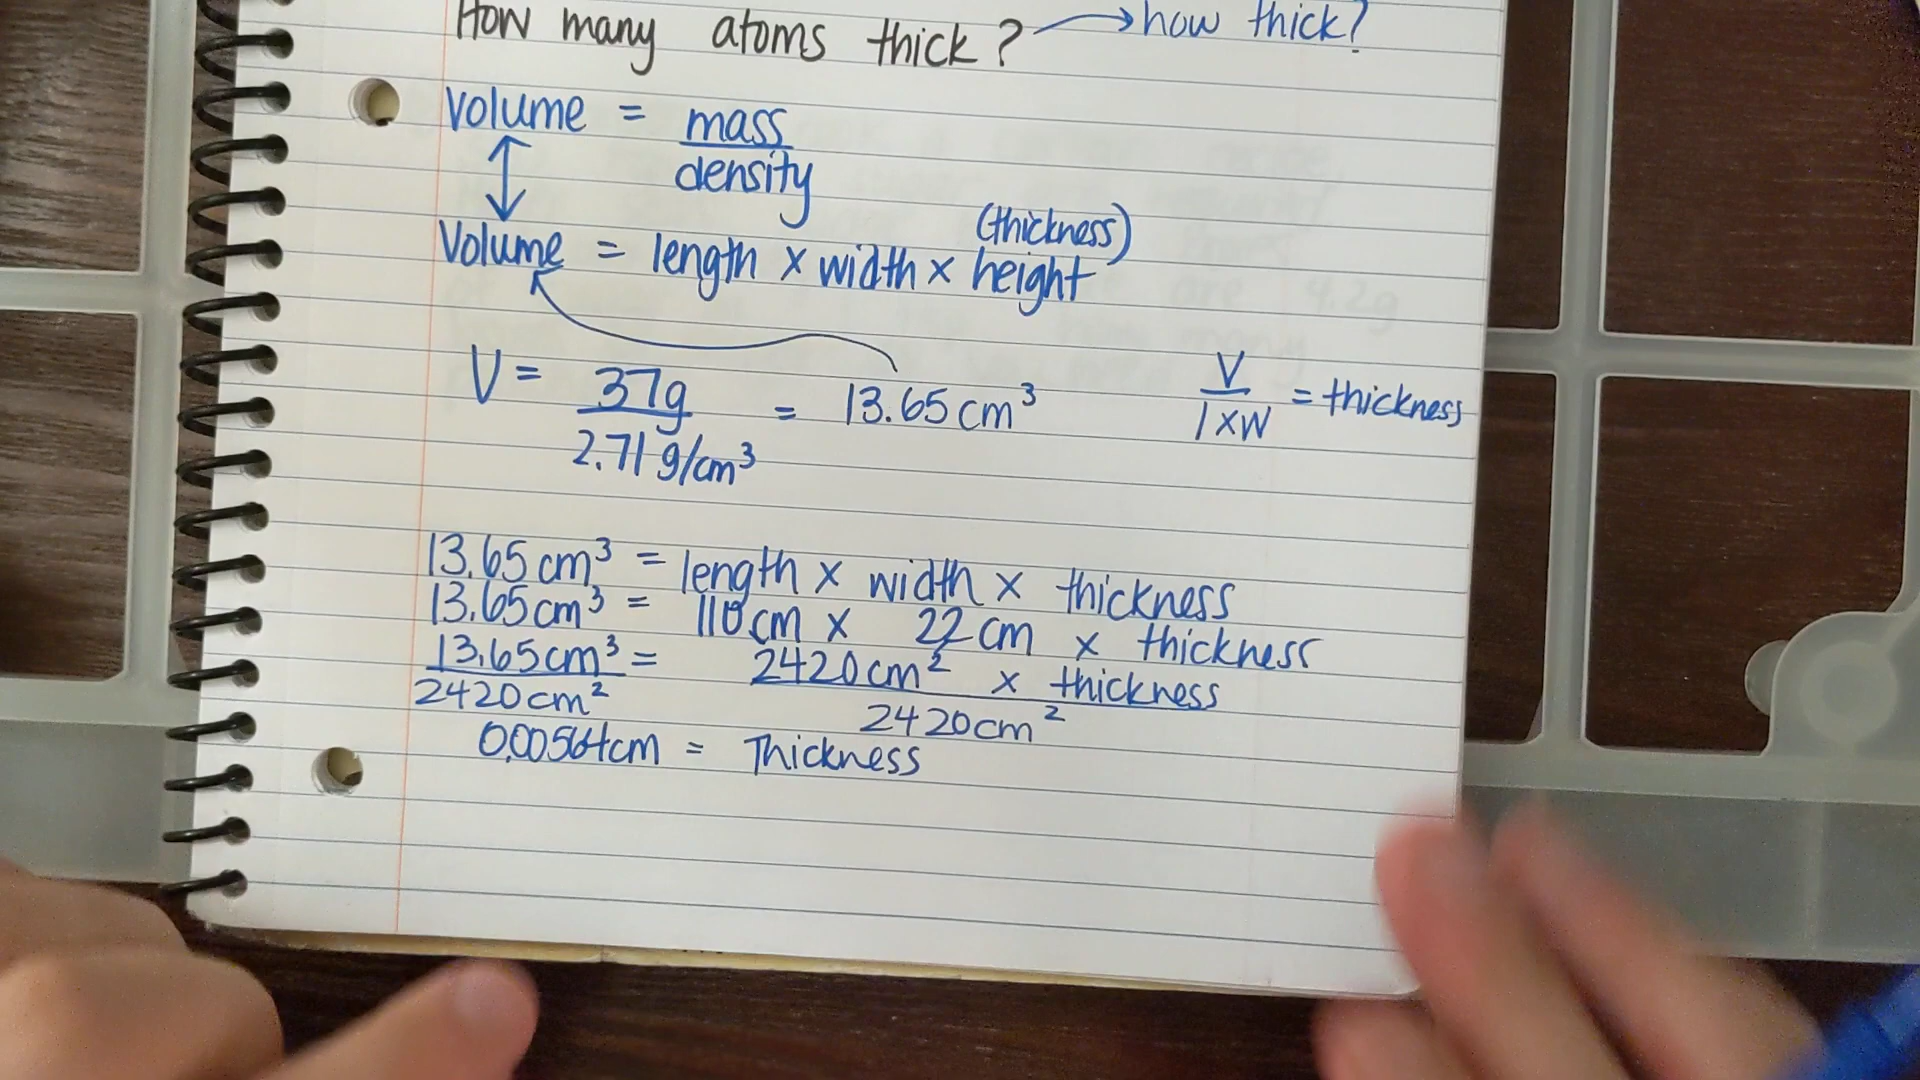 How many atoms thick? → how thick?
Volume = mass
density
(thickness)
Volume = length x width x height
V = 37g = 13.65 cm³
2.71 g/cm³
V = thickness
l x W
13.65 cm³ = length x width x thickness
13.65 cm³ = 110 cm x 22 cm x thickness
13.65 cm³ = 2420 cm² x thickness
2420 cm² 2420 cm²
0.00564 cm = Thickness